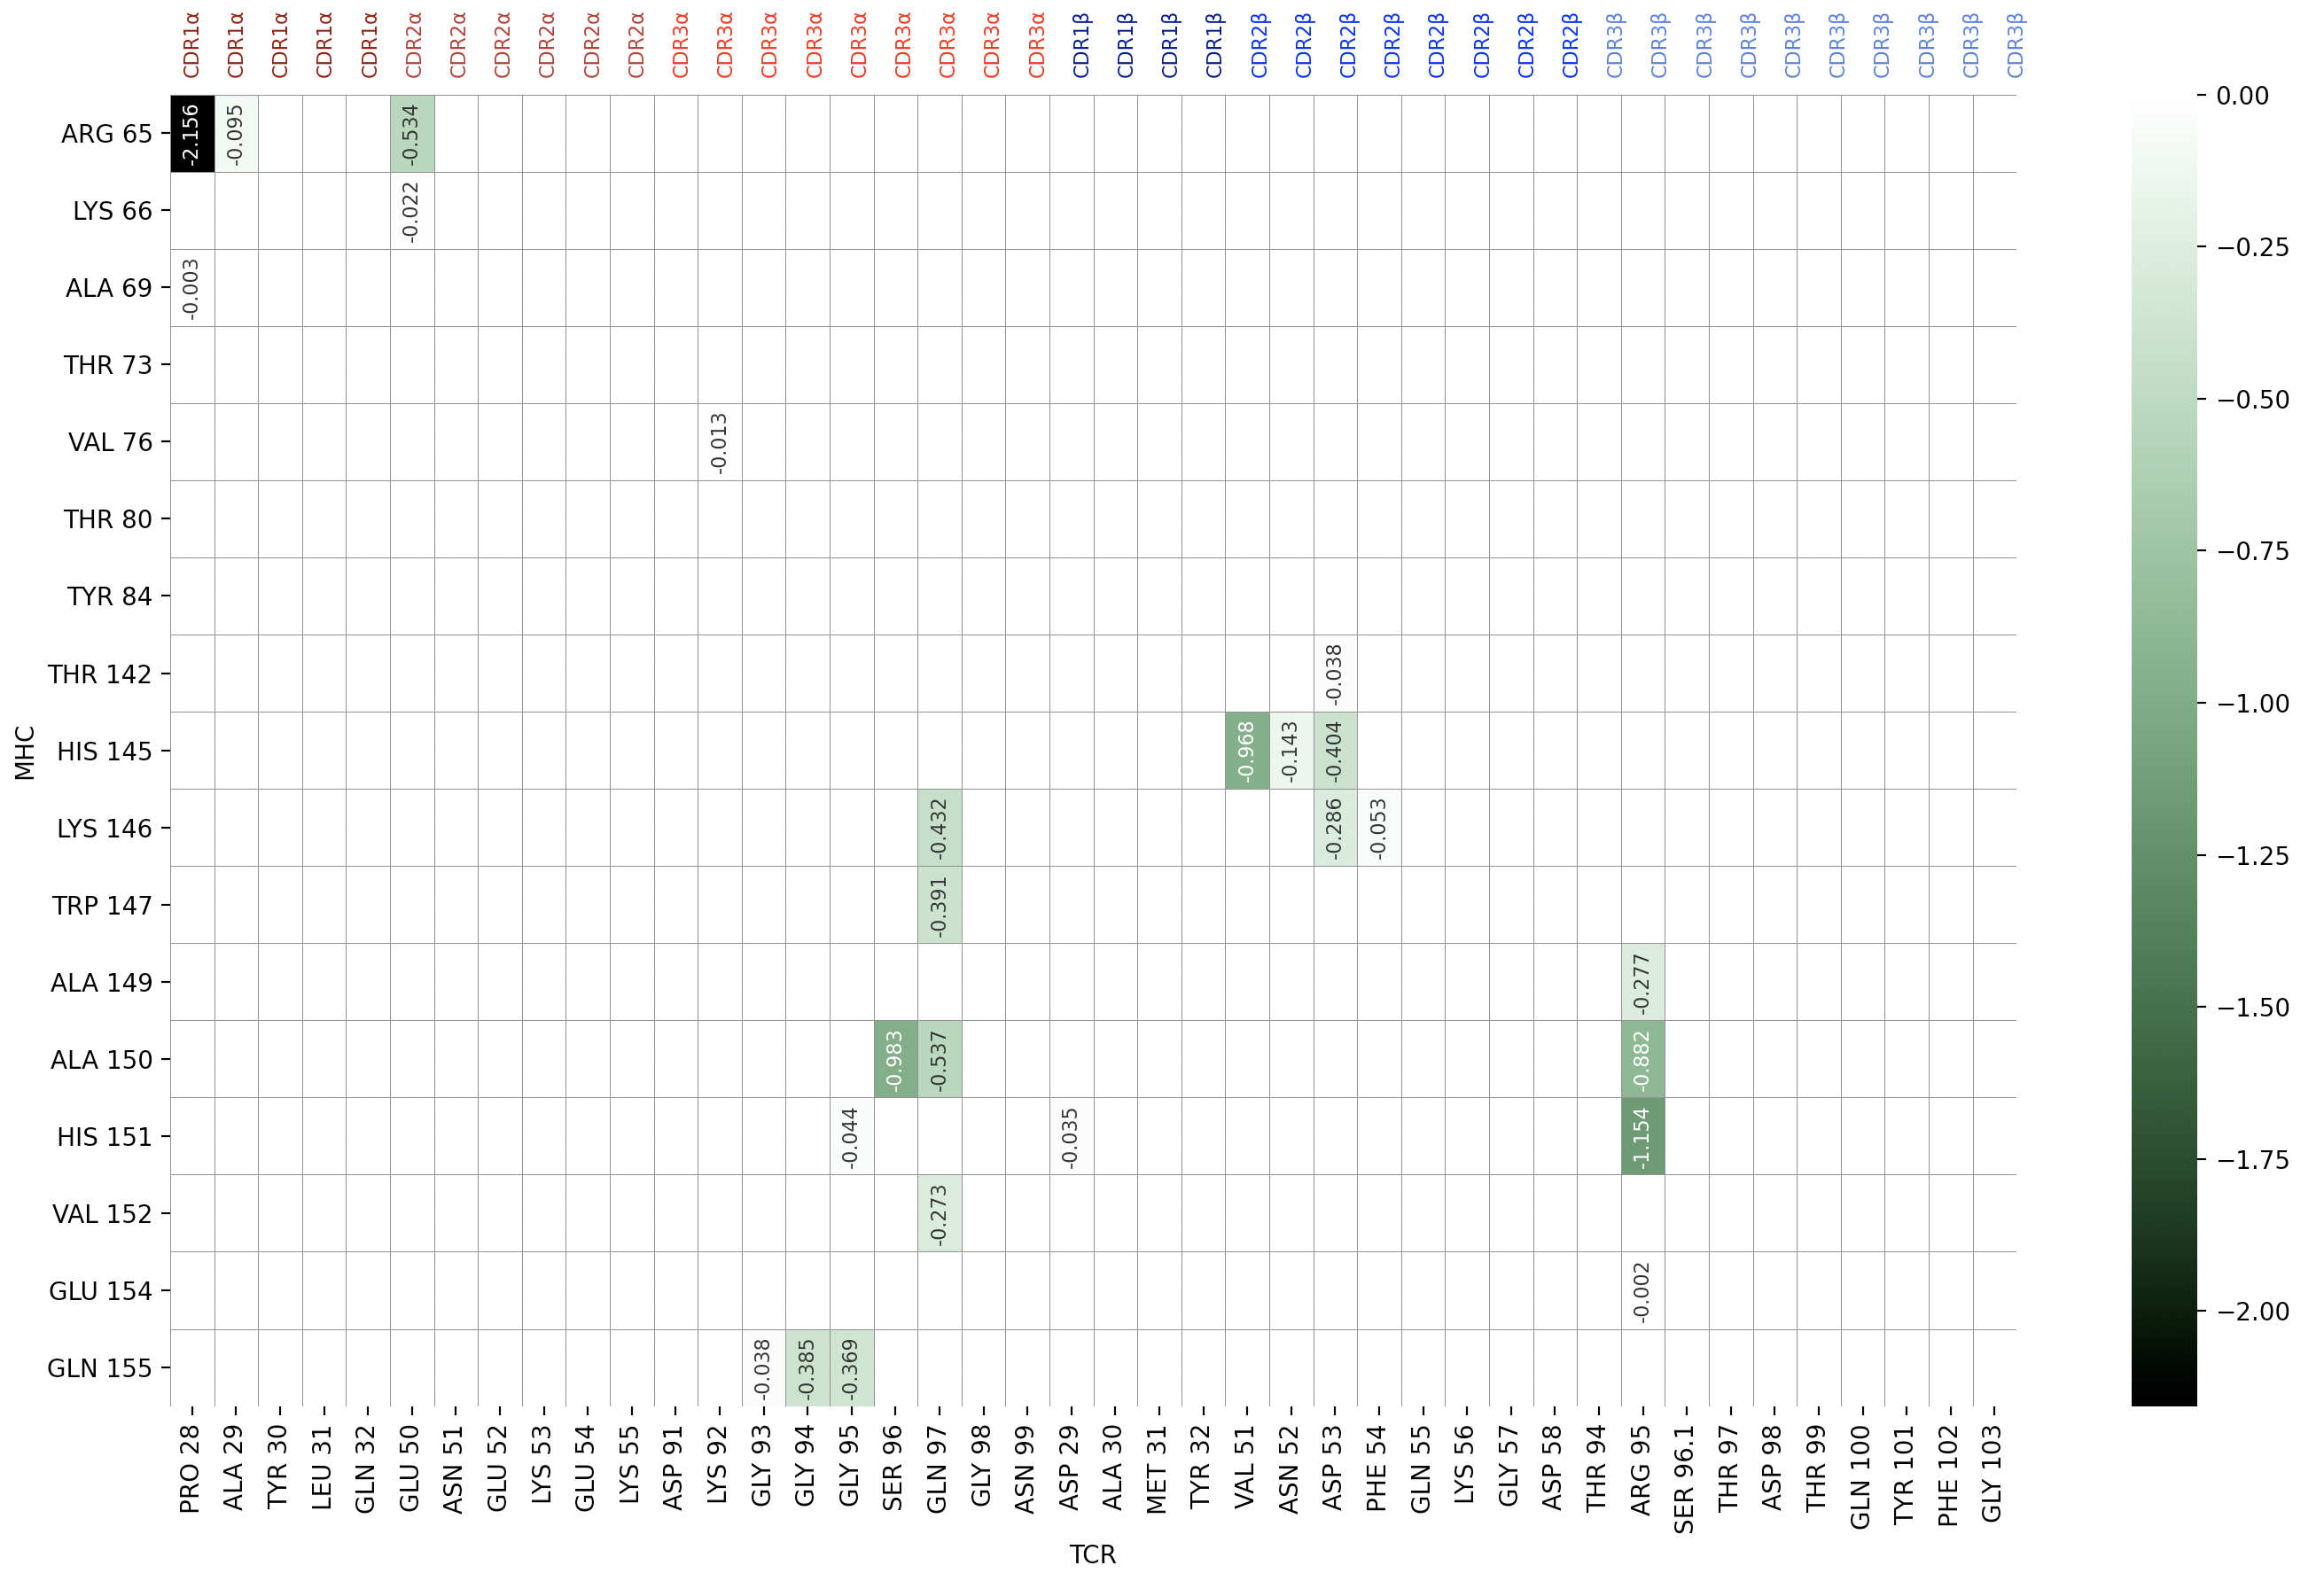 CDR1α CDR1α CDR1α CDR1α CDR1α CDR2α CDR2α CDR2α CDR2α CDR2α CDR2α CDR3α CDR3α CDR3α CDR3α CDR3α CDR3α CDR3α CDR3α CDR3α CDR1β CDR1β CDR1β CDR1β CDR2β CDR2β CDR2β CDR2β CDR2β CDR2β CDR2β CDR2β CDR3β CDR3β CDR3β CDR3β CDR3β CDR3β CDR3β CDR3β CDR3β CDR3β
ARG 65 -2.156 -0.095 -0.534
LYS 66 -0.022
ALA 69 -0.003
THR 73
VAL 76 -0.013
THR 80
TYR 84
THR 142 -0.038
MHC
HIS 145 -0.968 -0.143 -0.404
LYS 146 -0.432 -0.286 -0.053
TRP 147 -0.391
ALA 149 -0.277
ALA 150 -0.983 -0.537 -0.882
HIS 151 -0.044 -0.035 -1.154
VAL 152 -0.273
GLU 154 -0.002
GLN 155 -0.038 -0.385 -0.369
PRO 28 ALA 29 TYR 30 LEU 31 GLN 32 GLU 50 ASN 51 GLU 52 LYS 53 GLU 54 LYS 55 ASP 91 LYS 92 GLY 93 GLY 94 GLY 95 SER 96 GLN 97 GLY 98 ASN 99 ASP 29 ALA 30 MET 31 TYR 32 VAL 51 ASN 52 ASP 53 PHE 54 GLN 55 LYS 56 GLY 57 ASP 58 THR 94 ARG 95 SER 96.1 THR 97 ASP 98 THR 99 GLN 100 TYR 101 PHE 102 GLY 103
TCR
0.00
−0.25
−0.50
−0.75
−1.00
−1.25
−1.50
−1.75
−2.00